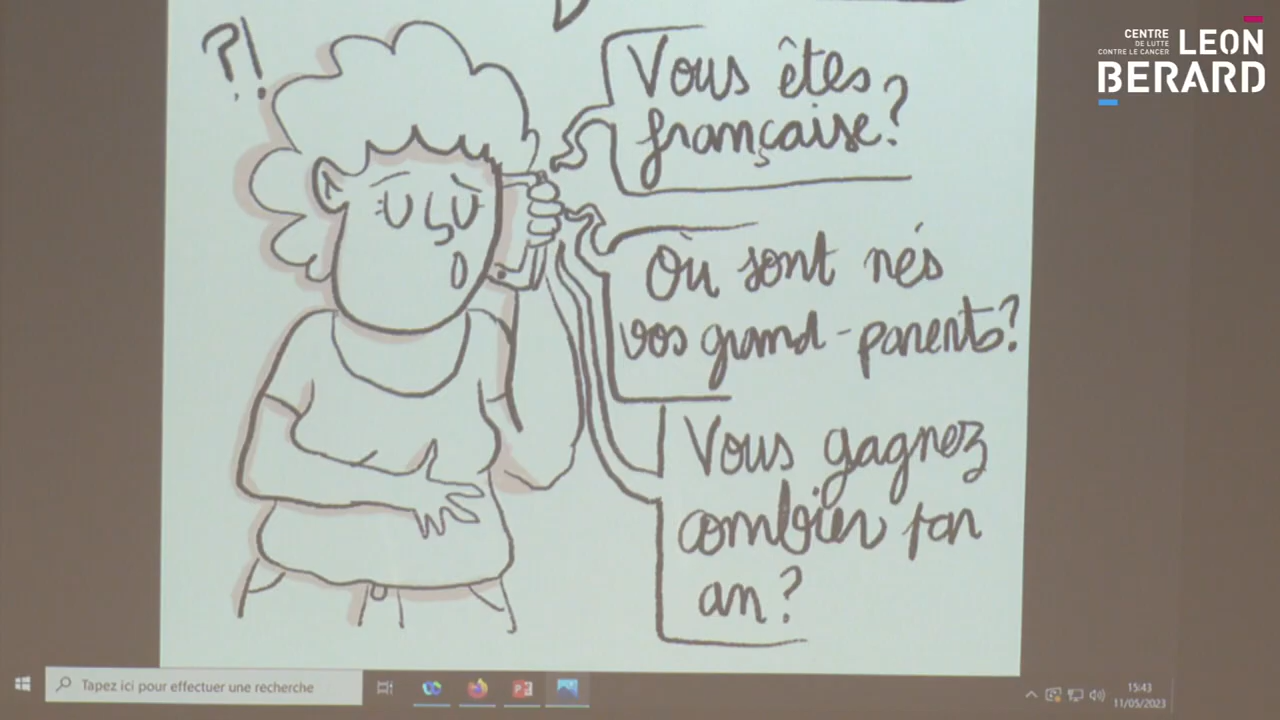 ?!
Vous êtes
française?
Où sont nés
vos grand-parents?
Vous gagnez
combien par
an?
CENTRE
DE LUTTE
CONTRE LE CANCER
LEON
BERARD
Tapez ici pour effectuer une recherche
15:43
11/05/2023